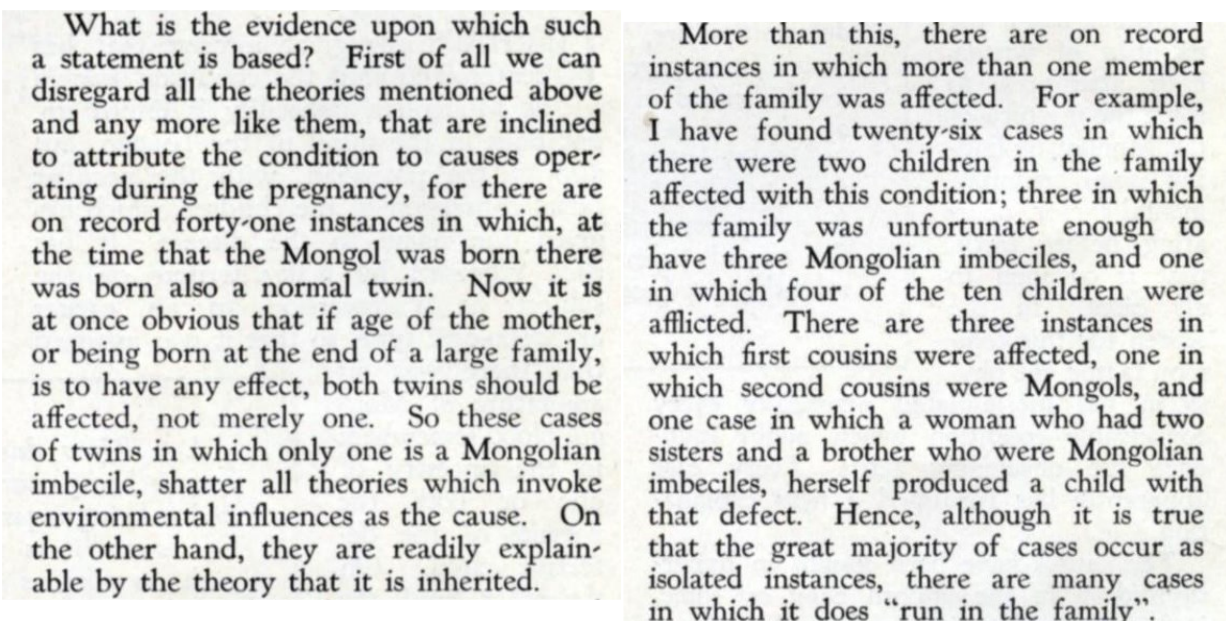 What is the evidence upon which such
a statement is based? First of all we can
disregard all the theories mentioned above
and any more like them, that are inclined
to attribute the condition to causes oper-
ating during the pregnancy, for there are
on record forty-one instances in which, at
the time that the Mongol was born there
was born also a normal twin. Now it is
at once obvious that if age of the mother,
or being born at the end of a large family,
is to have any effect, both twins should be
affected, not merely one. So these cases
of twins in which only one is a Mongolian
imbecile, shatter all theories which invoke
environmental influences as the cause. On
the other hand, they are readily explain-
able by the theory that it is inherited.
More than this, there are on record
instances in which more than one member
of the family was affected. For example,
I have found twenty-six cases in which
there were two children in the family
affected with this condition; three in which
the family was unfortunate enough to
have three Mongolian imbeciles, and one
in which four of the ten children were
afflicted. There are three instances in
which first cousins were affected, one in
which second cousins were Mongols, and
one case in which a woman who had two
sisters and a brother who were Mongolian
imbeciles, herself produced a child with
that defect. Hence, although it is true
that the great majority of cases occur as
isolated instances, there are many cases
in which it does "run in the family".